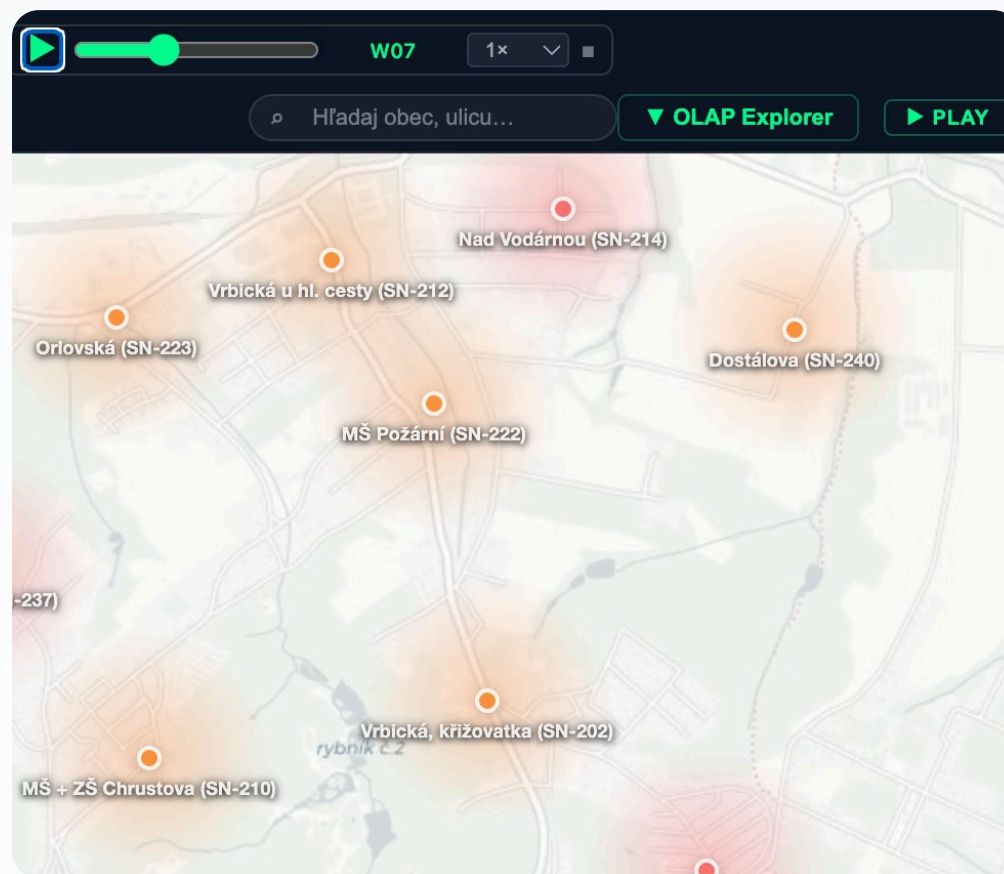 W07
1×
Hľadaj obec, ulicu…
▼ OLAP Explorer
▶ PLAY
Nad Vodárnou (SN-214)
Vrbická u hl. cesty (SN-212)
Orlovská (SN-223)
Dostálova (SN-240)
MŠ Požární (SN-222)
-237)
Vrbická, křižovatka (SN-202)
rybník č.2
MŠ + ZŠ Chrustova (SN-210)